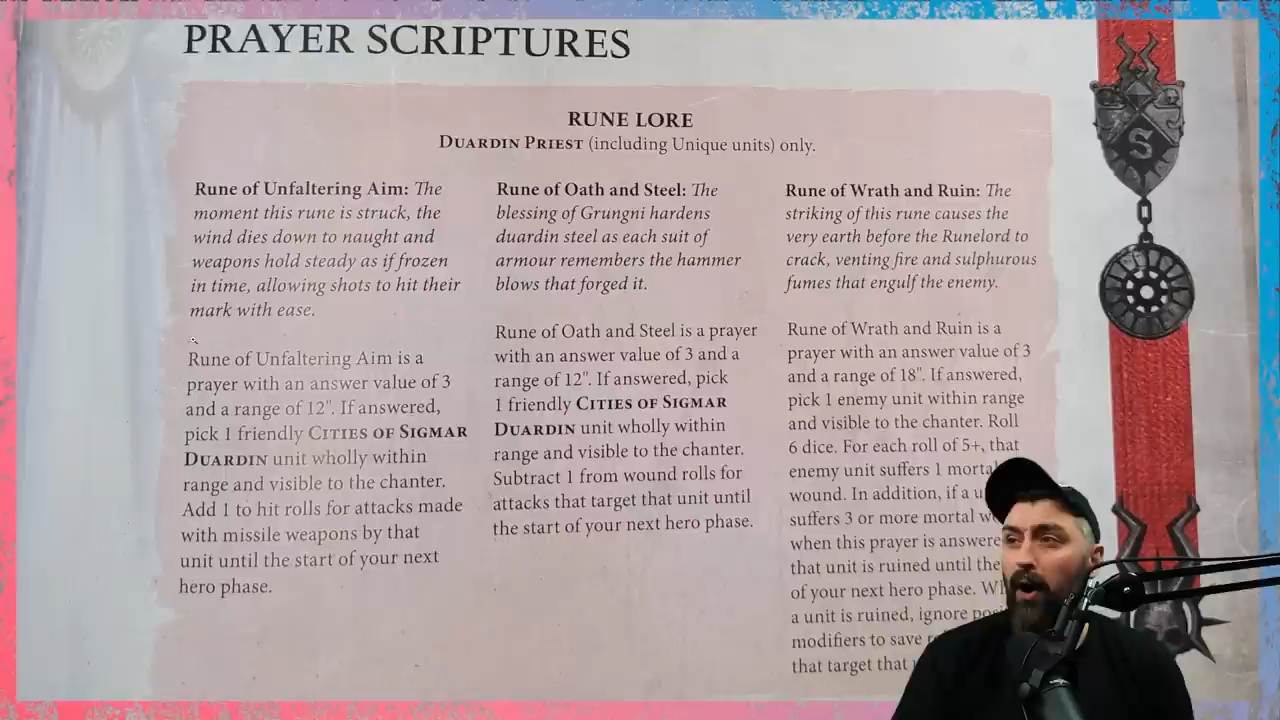 PRAYER SCRIPTURES
RUNE LORE
DUARDIN PRIEST (including Unique units) only.
Rune of Unfaltering Aim: The
moment this rune is struck, the
wind dies down to naught and
weapons hold steady as if frozen
in time, allowing shots to hit their
mark with ease.
Rune of Unfaltering Aim is a
prayer with an answer value of 3
and a range of 12". If answered,
pick 1 friendly CITIES OF SIGMAR
DUARDIN unit wholly within
range and visible to the chanter.
Add 1 to hit rolls for attacks made
with missile weapons by that
unit until the start of your next
hero phase.
Rune of Oath and Steel: The
blessing of Grungni hardens
duardin steel as each suit of
armour remembers the hammer
blows that forged it.
Rune of Oath and Steel is a prayer
with an answer value of 3 and a
range of 12". If answered, pick
1 friendly CITIES OF SIGMAR
DUARDIN unit wholly within
range and visible to the chanter.
Subtract 1 from wound rolls for
attacks that target that unit until
the start of your next hero phase.
Rune of Wrath and Ruin: The
striking of this rune causes the
very earth before the Runelord to
crack, venting fire and sulphurous
fumes that engulf the enemy.
Rune of Wrath and Ruin is a
prayer with an answer value of 3
and a range of 18". If answered,
pick 1 enemy unit within range
and visible to the chanter. Roll
6 dice. For each roll of 5+, that
enemy unit suffers 1
wound. In addition, if a
suffers 3 or more mortal
when this prayer is
that unit is ruined until the
of your next hero phase.
a unit is ruined, ignore
modifiers to save
that target that
S